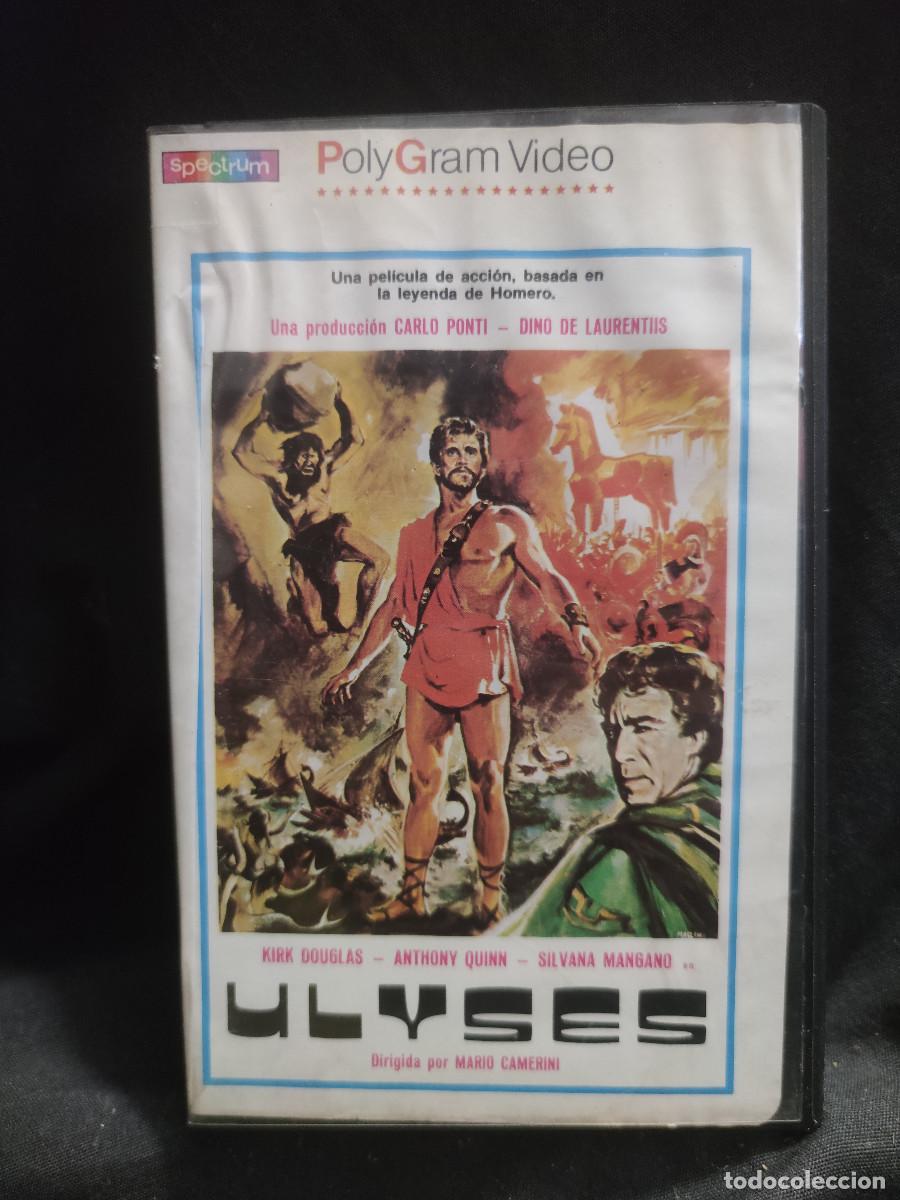 spectrum
PolyGram Video
Una película de acción, basada en
la leyenda de Homero.
Una producción CARLO PONTI – DINO DE LAURENTIIS
KIRK DOUGLAS – ANTHONY QUINN – SILVANA MANGANO en
ULYSES
Dirigida por MARIO CAMERINI
todocoleccion